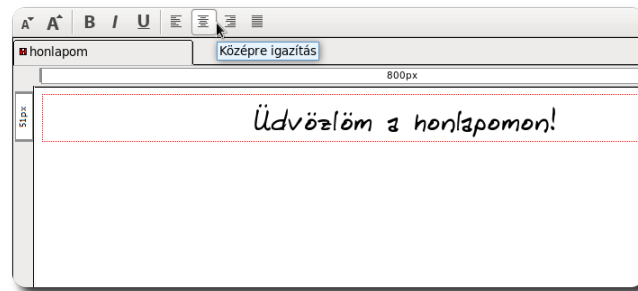 A A B I U
honlapom
Középre igazítás
800px
51px
Üdvözlöm a honlapomon!